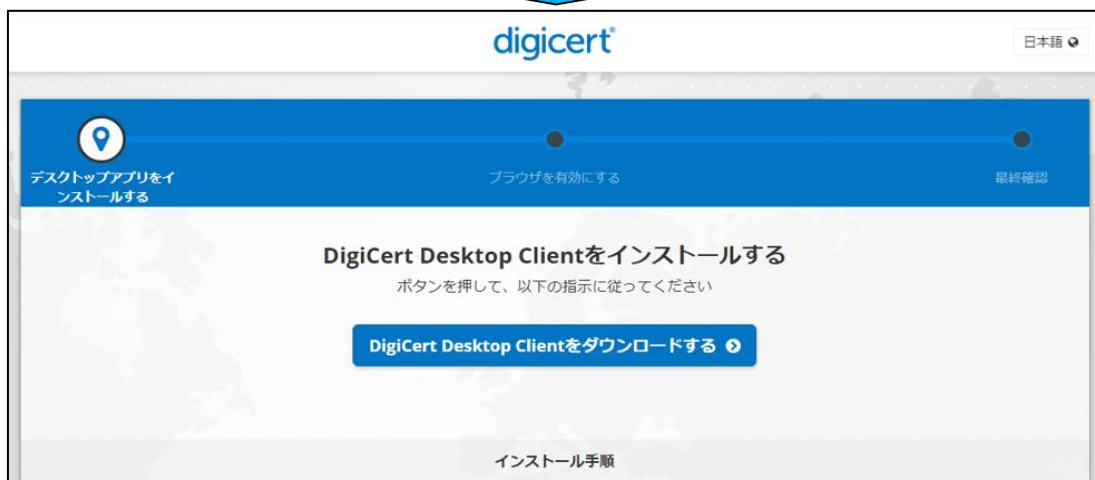 digicert®
日本語
デスクトップアプリをイ
ンストールする
ブラウザを有効にする
最終確認
DigiCert Desktop Clientをインストールする
ボタンを押して、以下の指示に従ってください
DigiCert Desktop Clientをダウンロードする
インストール手順